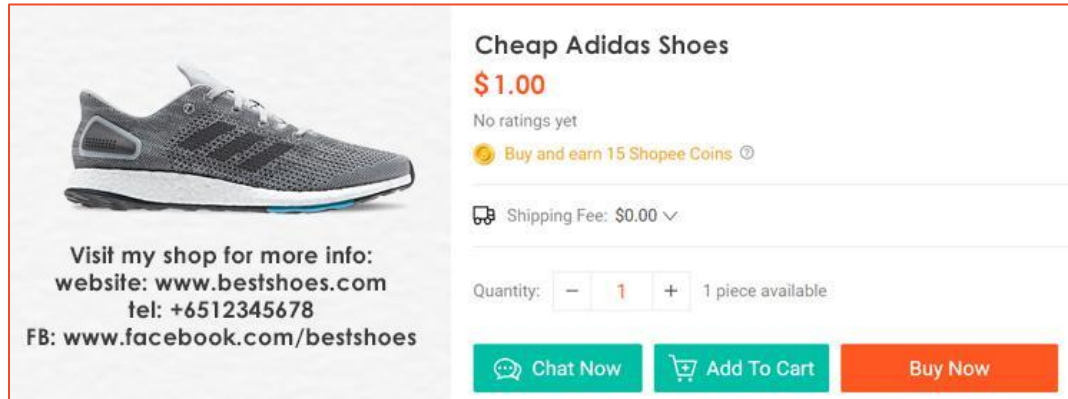 Visit my shop for more info:
website: www.bestshoes.com
tel: +6512345678
FB: www.facebook.com/bestshoes
Cheap Adidas Shoes
$1.00
No ratings yet
Buy and earn 15 Shopee Coins ?
Shipping Fee: $0.00
Quantity: − 1 + 1 piece available
Chat Now Add To Cart Buy Now